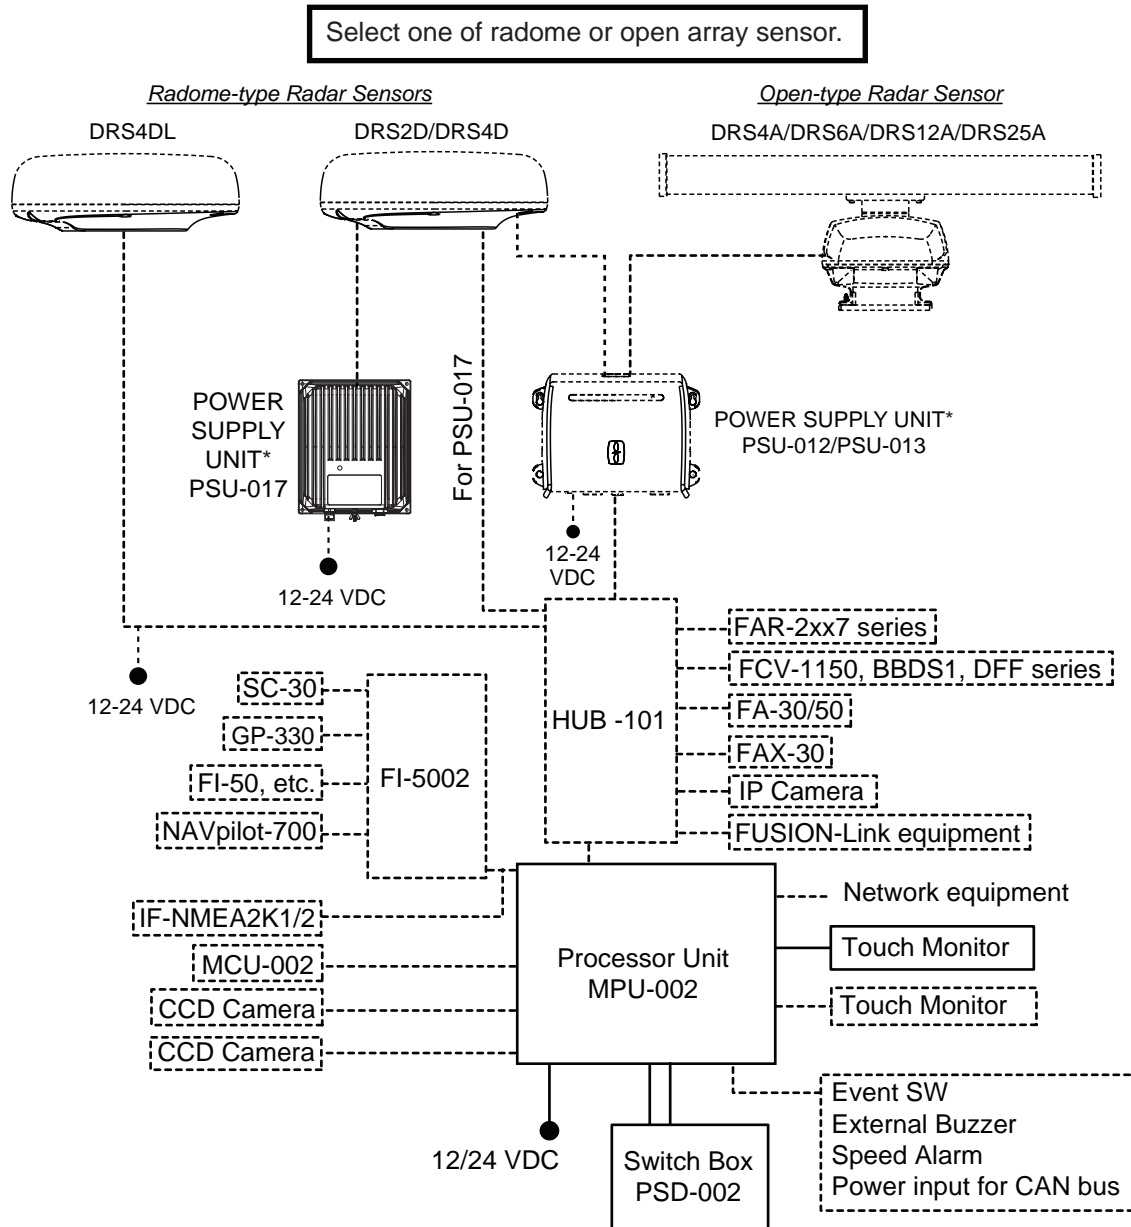 Select one of radome or open array sensor.
Radome-type Radar Sensors
Open-type Radar Sensor
DRS4DL
DRS2D/DRS4D
DRS4A/DRS6A/DRS12A/DRS25A
POWER
SUPPLY
UNIT*
PSU-017
For PSU-017
POWER SUPPLY UNIT*
PSU-012/PSU-013
12-24 VDC
12-24
VDC
12-24 VDC
HUB -101
FAR-2xx7 series
FCV-1150, BBDS1, DFF series
FA-30/50
FAX-30
IP Camera
FUSION-Link equipment
SC-30
GP-330
FI-50, etc.
NAVpilot-700
FI-5002
IF-NMEA2K1/2
MCU-002
CCD Camera
CCD Camera
Processor Unit
MPU-002
Network equipment
Touch Monitor
Touch Monitor
12/24 VDC
Switch Box
PSD-002
Event SW
External Buzzer
Speed Alarm
Power input for CAN bus